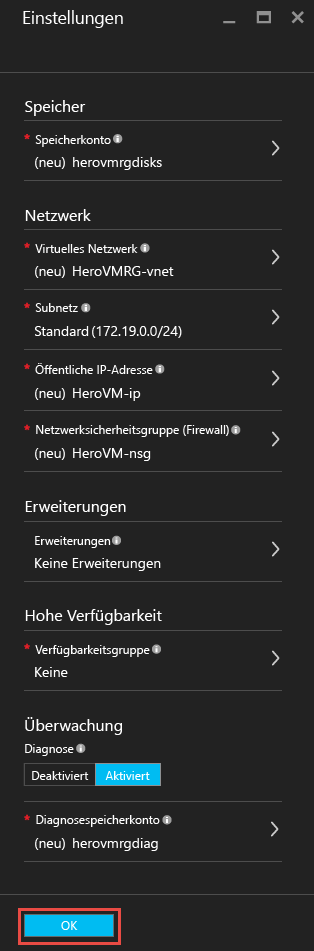 Einstellungen
Speicher
* Speicherkonto
(neu) herovmrgdisks
Netzwerk
* Virtuelles Netzwerk
(neu) HeroVMRG-vnet
* Subnetz
Standard (172.19.0.0/24)
* Öffentliche IP-Adresse
(neu) HeroVM-ip
* Netzwerksicherheitsgruppe (Firewall)
(neu) HeroVM-nsg
Erweiterungen
Erweiterungen
Keine Erweiterungen
Hohe Verfügbarkeit
* Verfügbarkeitsgruppe
Keine
Überwachung
Diagnose
Deaktiviert Aktiviert
* Diagnosespeicherkonto
(neu) herovmrgdiag
OK